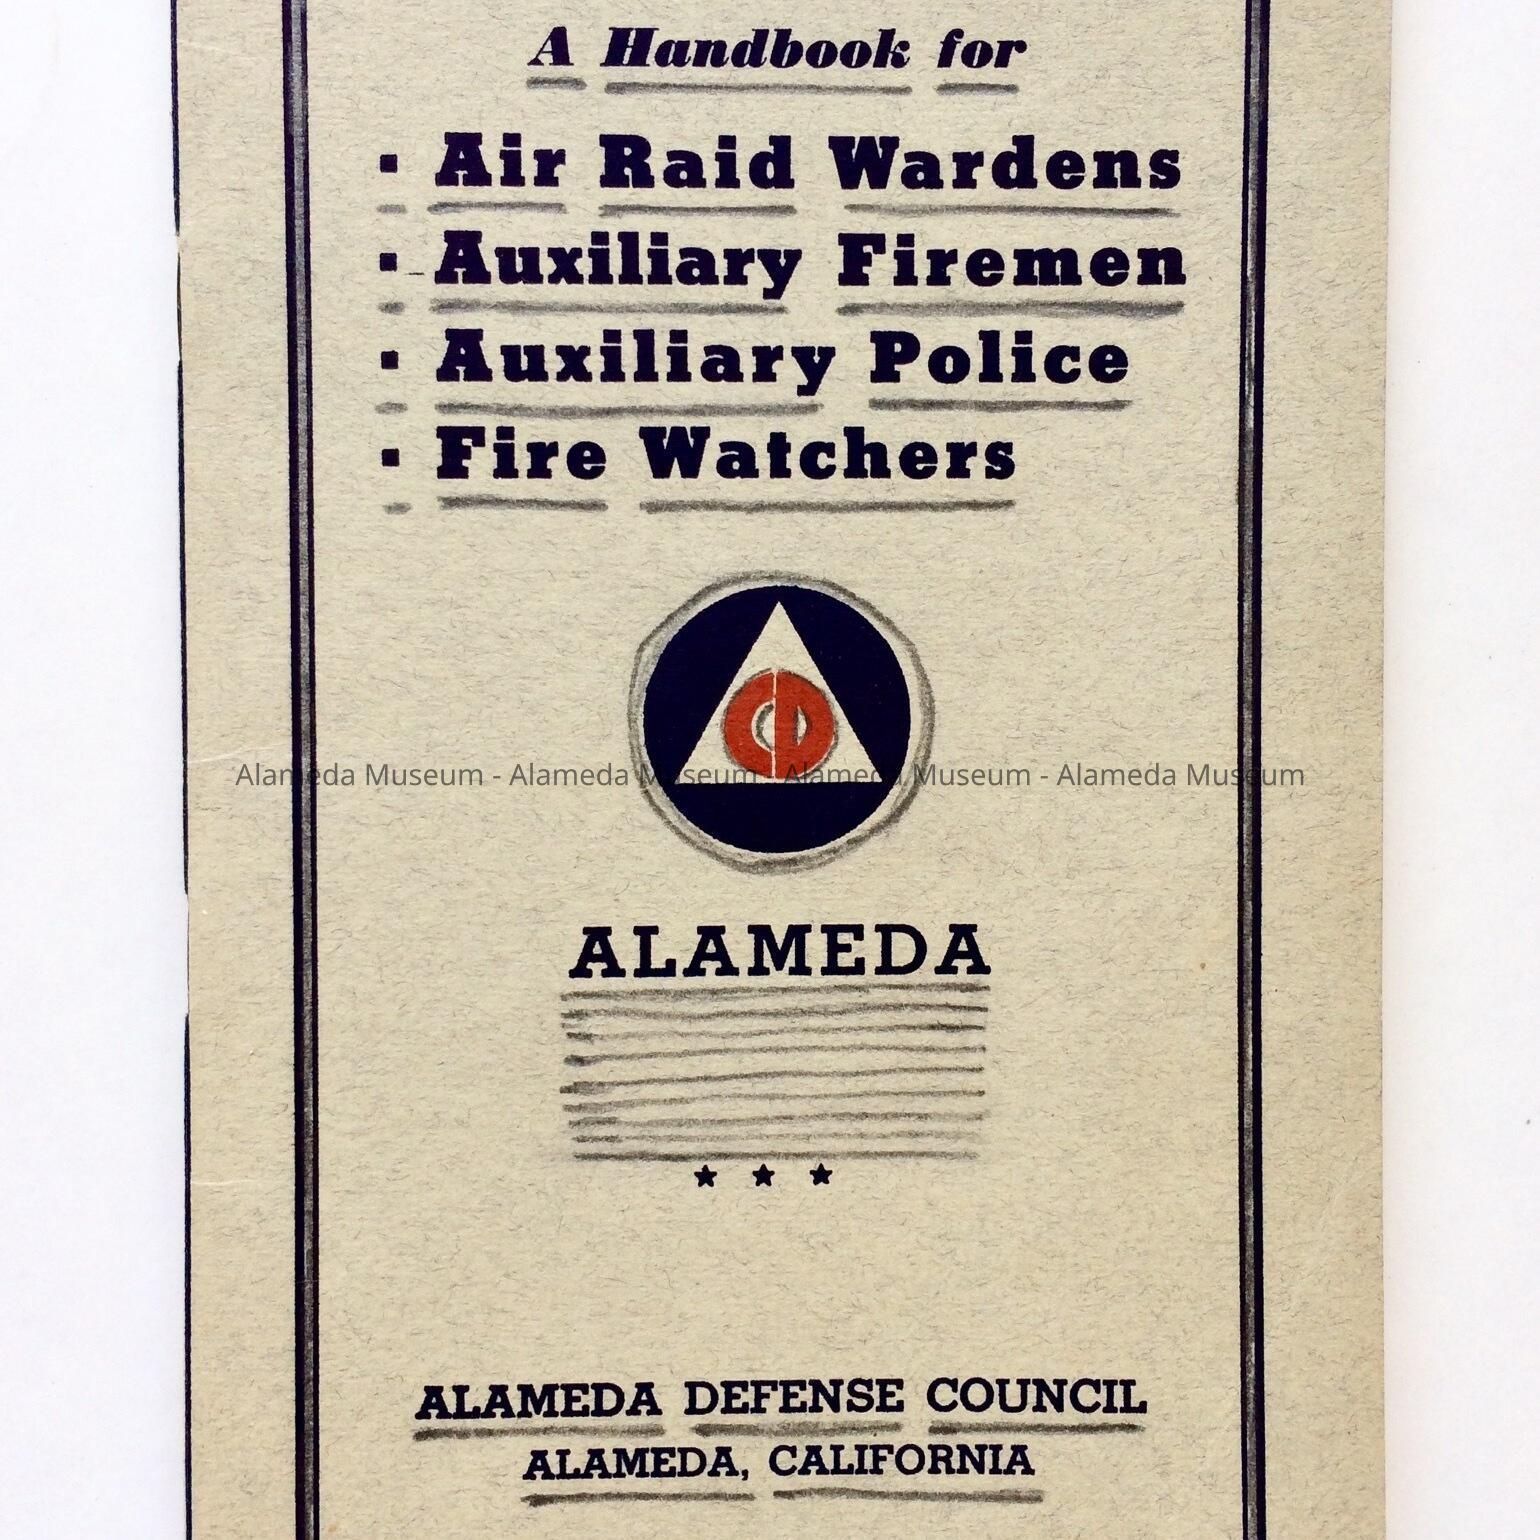 A Handbook for
▪ Air Raid Wardens
▪ Auxiliary Firemen
▪ Auxiliary Police
▪ Fire Watchers
CD
Alameda Museum - Alameda Museum - Alameda Museum - Alameda Museum
ALAMEDA
★ ★ ★
ALAMEDA DEFENSE COUNCIL
ALAMEDA, CALIFORNIA